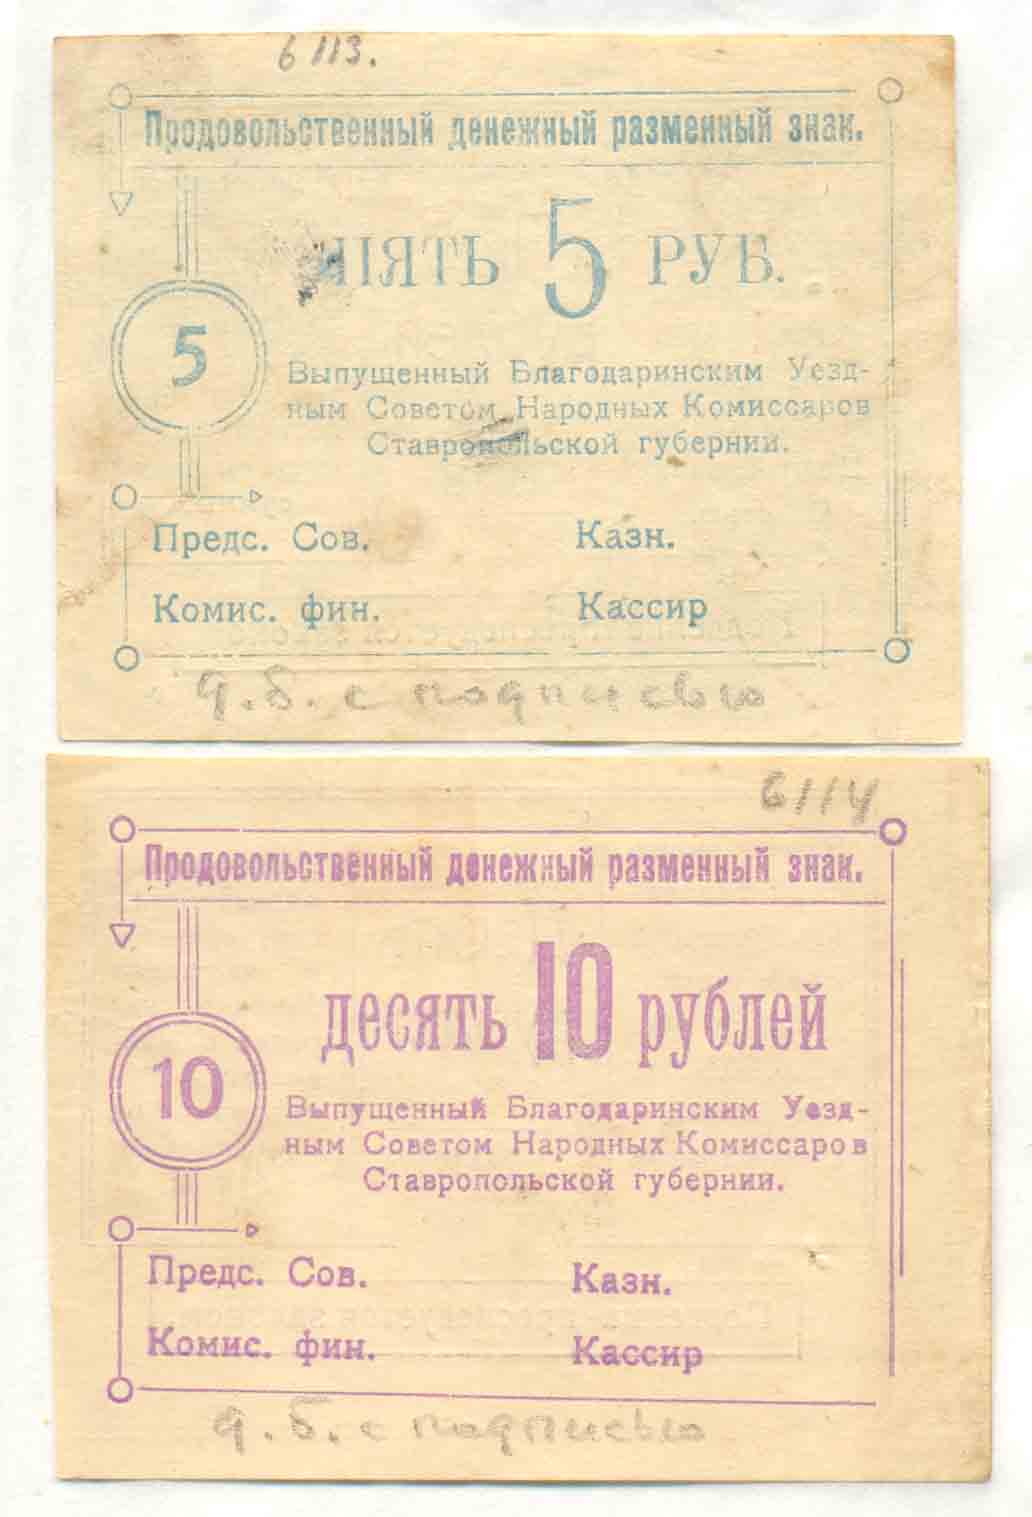 6113.
Продовольственный денежный разменный знак.
ПЯТЬ 5 РУБ.
5
Выпущенный Благодаринским Уезд-
ным Советом Народных Комиссаров
Ставропольской губернии.
Предс. Сов. Казн.
Комис. фин. Кассир
д.б. с подписью
6114
Продовольственный денежный разменный знак.
десять 10 рублей
10
Выпущенный Благодаринским Уезд-
ным Советом Народных Комиссаров
Ставропольской губернии.
Предс. Сов. Казн.
Комис. фин. Кассир
д.б. с подписью